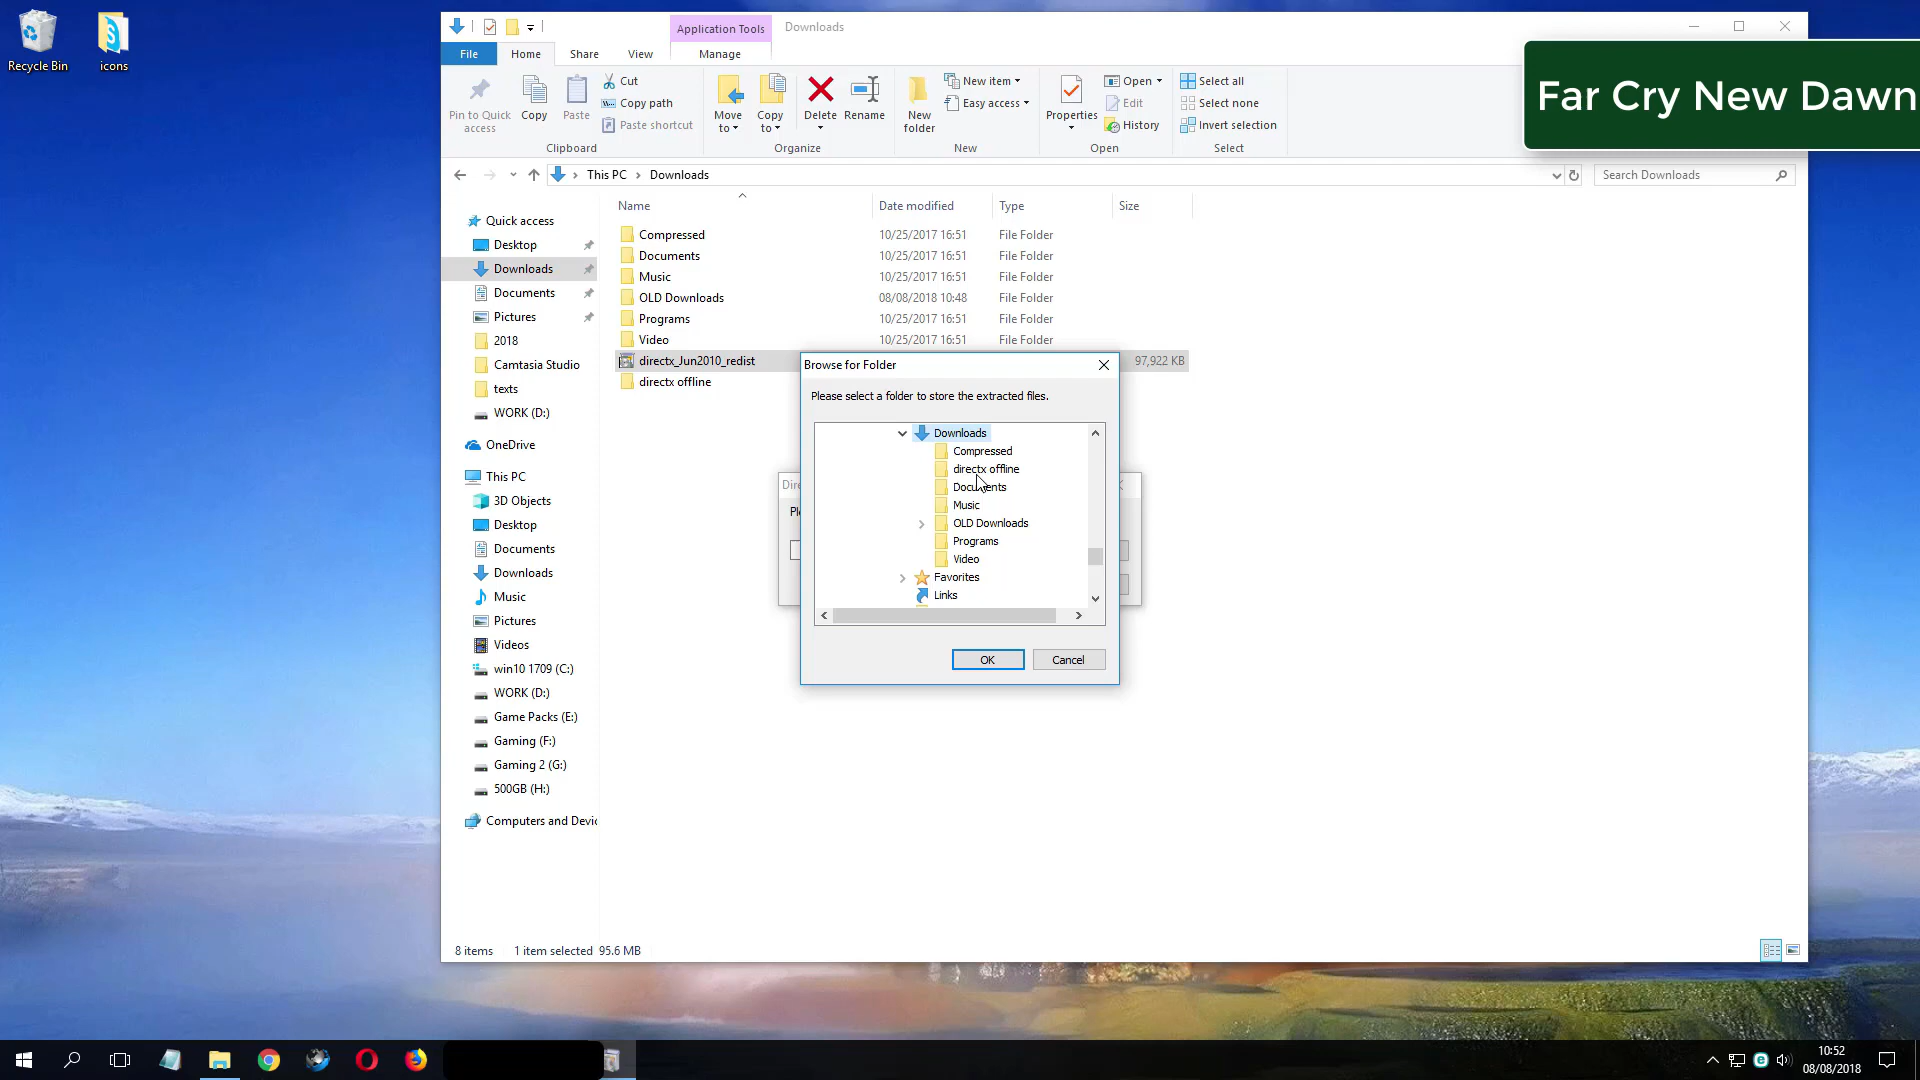 Recycle Bin
icons
Application Tools
Downloads
File
Home
Share
View
Manage
Pin to Quick access
Copy
Paste
Cut
Copy path
Paste shortcut
Clipboard
Move to
Copy to
Delete
Rename
Organize
New folder
New item
Easy access
New
Properties
Open
Edit
History
Open
Select all
Select none
Invert selection
Select
Far Cry New Dawn
This PC
Downloads
Search Downloads
Name
Date modified
Type
Size
Compressed 10/25/2017 16:51 File Folder
Documents 10/25/2017 16:51 File Folder
Music 10/25/2017 16:51 File Folder
OLD Downloads 08/08/2018 10:48 File Folder
Programs 10/25/2017 16:51 File Folder
Video 10/25/2017 16:51 File Folder
directx_Jun2010_redist 97,922 KB
directx offline
Quick access
Desktop
Downloads
Documents
Pictures
2018
Camtasia Studio
texts
WORK (D:)
OneDrive
This PC
3D Objects
Desktop
Documents
Downloads
Music
Pictures
Videos
win10 1709 (C:)
WORK (D:)
Game Packs (E:)
Gaming (F:)
Gaming 2 (G:)
500GB (H:)
Computers and Devic
Browse for Folder
Please select a folder to store the extracted files.
Downloads
Compressed
directx offline
Documents
Music
OLD Downloads
Programs
Video
Favorites
Links
OK
Cancel
8 items
1 item selected 95.6 MB
10:52
08/08/2018